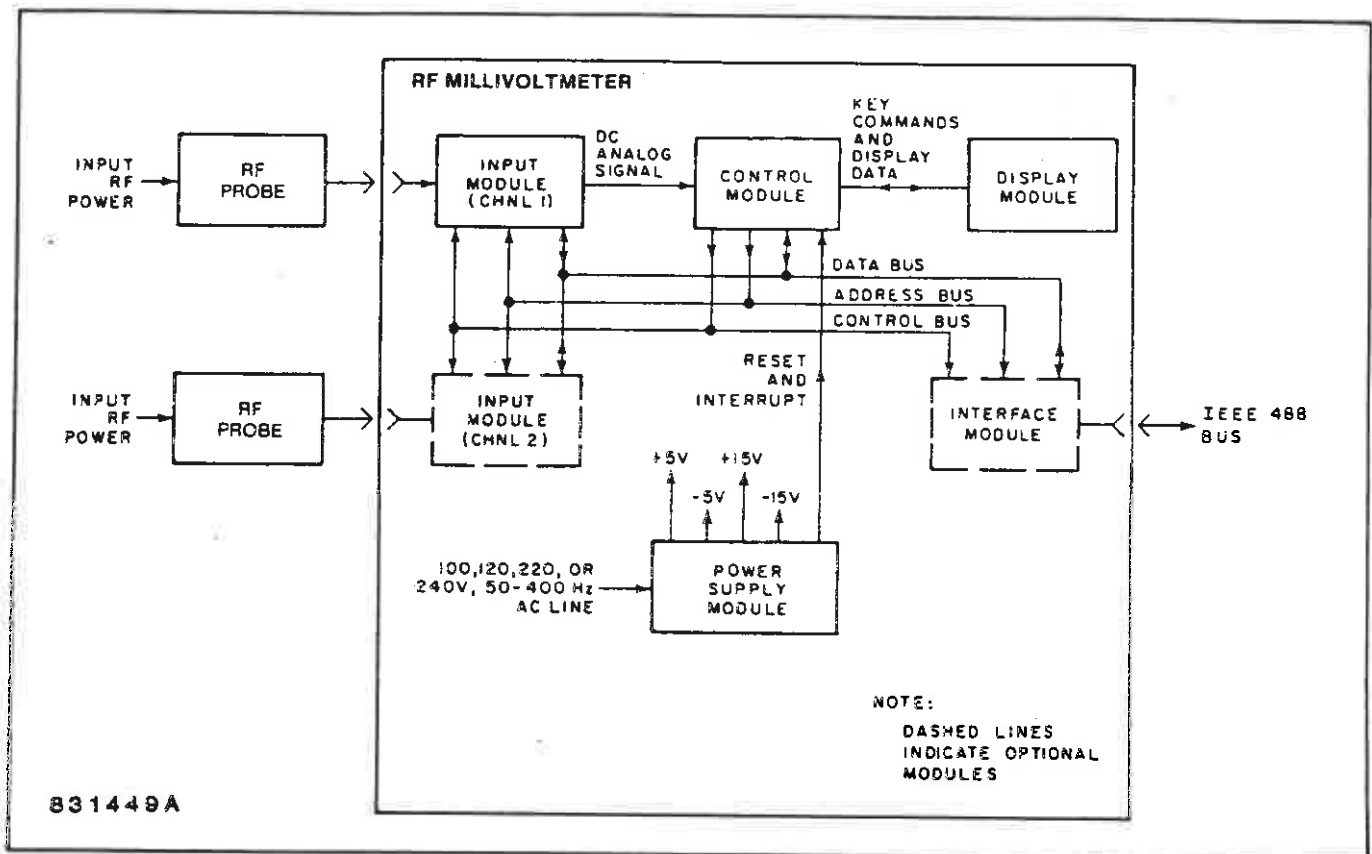 RF MILLIVOLTMETER
INPUT
RF
POWER
RF
PROBE
INPUT
MODULE
(CHNL 1)
DC
ANALOG
SIGNAL
CONTROL
MODULE
KEY
COMMANDS
AND
DISPLAY
DATA
DISPLAY
MODULE
DATA BUS
ADDRESS BUS
CONTROL BUS
INPUT
RF
POWER
RF
PROBE
INPUT
MODULE
(CHNL 2)
RESET
AND
INTERRUPT
INTERFACE
MODULE
IEEE 488
BUS
+5V
+15V
-5V
-15V
100,120,220, OR
240V, 50-400 Hz
AC LINE
POWER
SUPPLY
MODULE
NOTE:
DASHED LINES
INDICATE OPTIONAL
MODULES
831449A